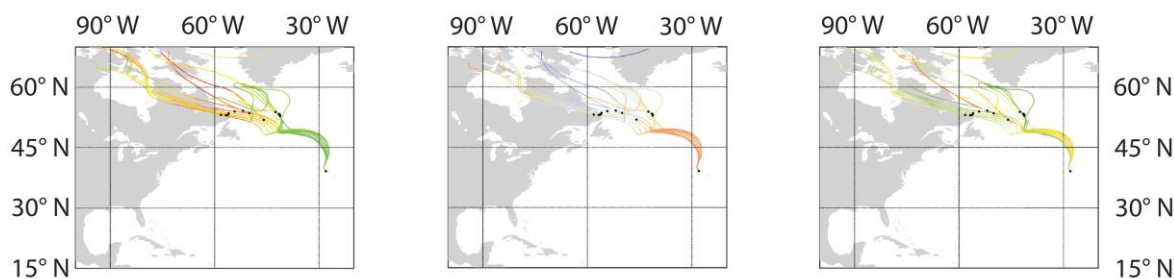 90° W 60° W 30° W 90° W 60° W 30° W 90° W 60° W 30° W
60° N 60° N
45° N 45° N
30° N 30° N
15° N 15° N